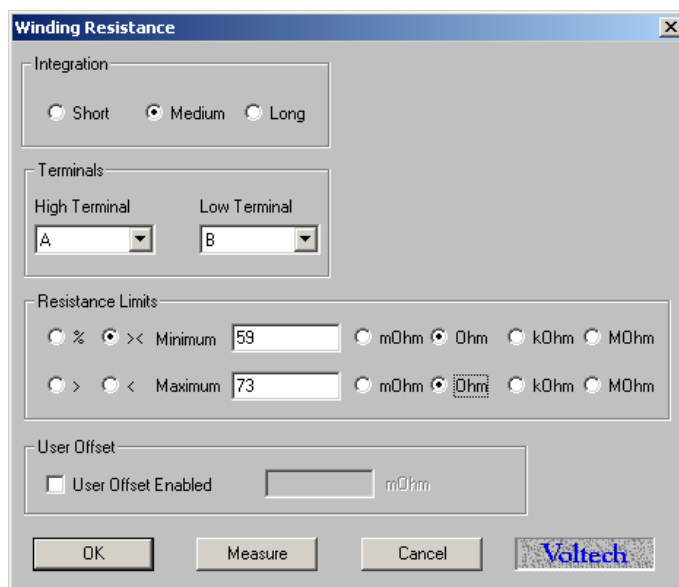 Winding Resistance
Integration
Short Medium Long
Terminals
High Terminal Low Terminal
A B
Resistance Limits
% >< Minimum 59 mOhm Ohm kOhm MOhm
> < Maximum 73 mOhm Ohm kOhm MOhm
User Offset
User Offset Enabled mOhm
OK Measure Cancel Voltech